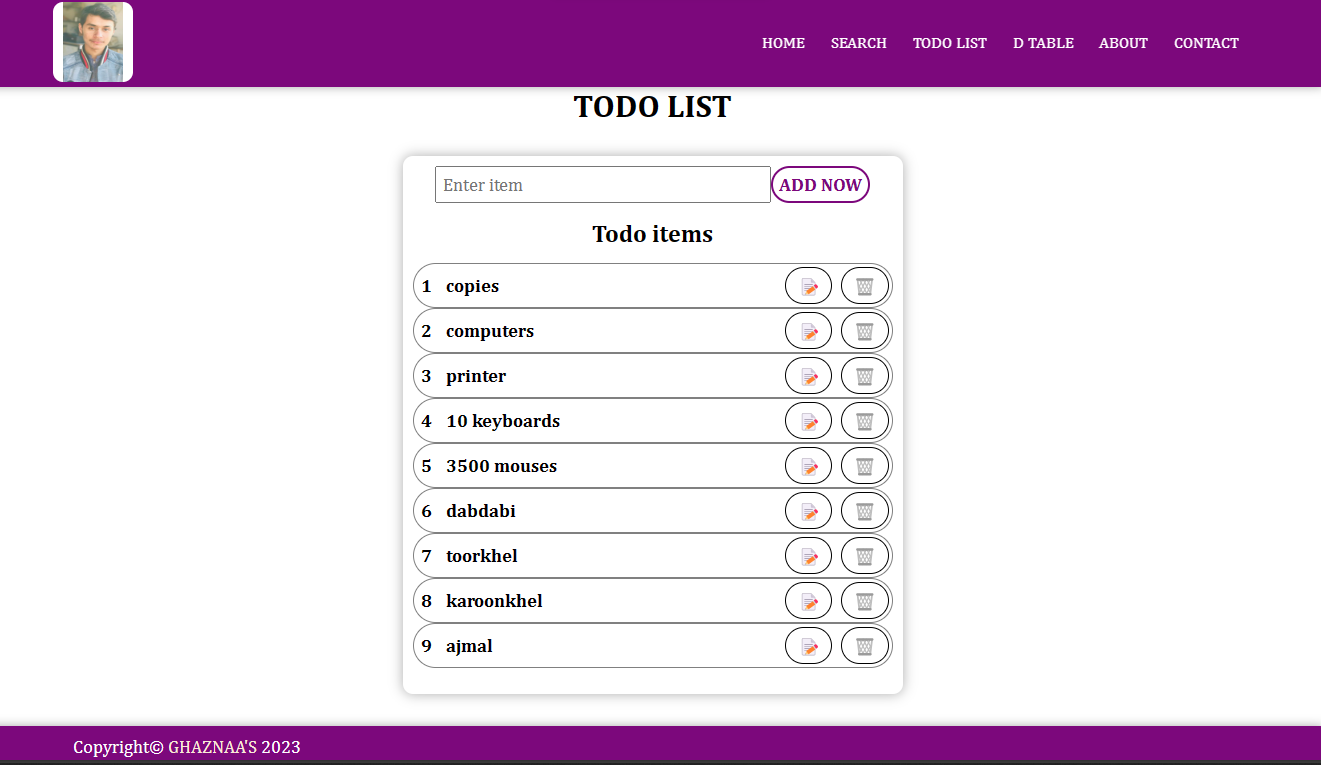 HOME SEARCH TODO LIST D TABLE ABOUT CONTACT
TODO LIST
Enter item ADD NOW
Todo items
1 copies
2 computers
3 printer
4 10 keyboards
5 3500 mouses
6 dabdabi
7 toorkhel
8 karoonkhel
9 ajmal
Copyright© GHAZNAA'S 2023